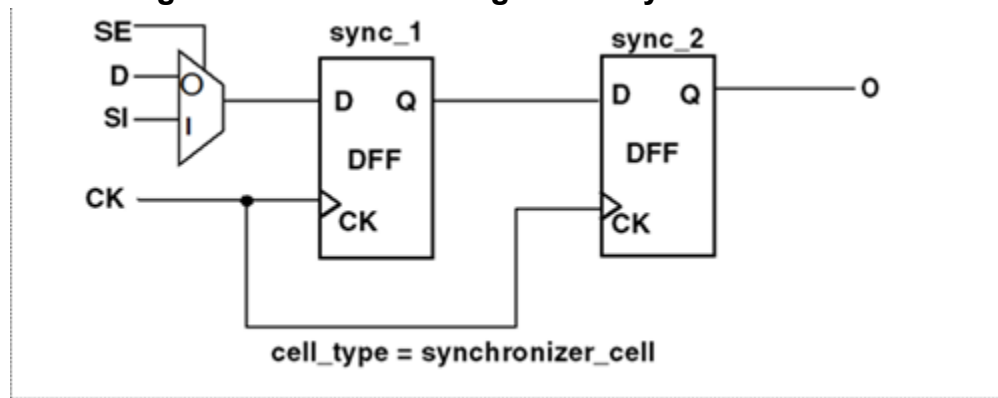 SE
sync_1
sync_2
D
O
SI
I
D Q
D Q
O
DFF
DFF
CK
CK
CK
cell_type = synchronizer_cell